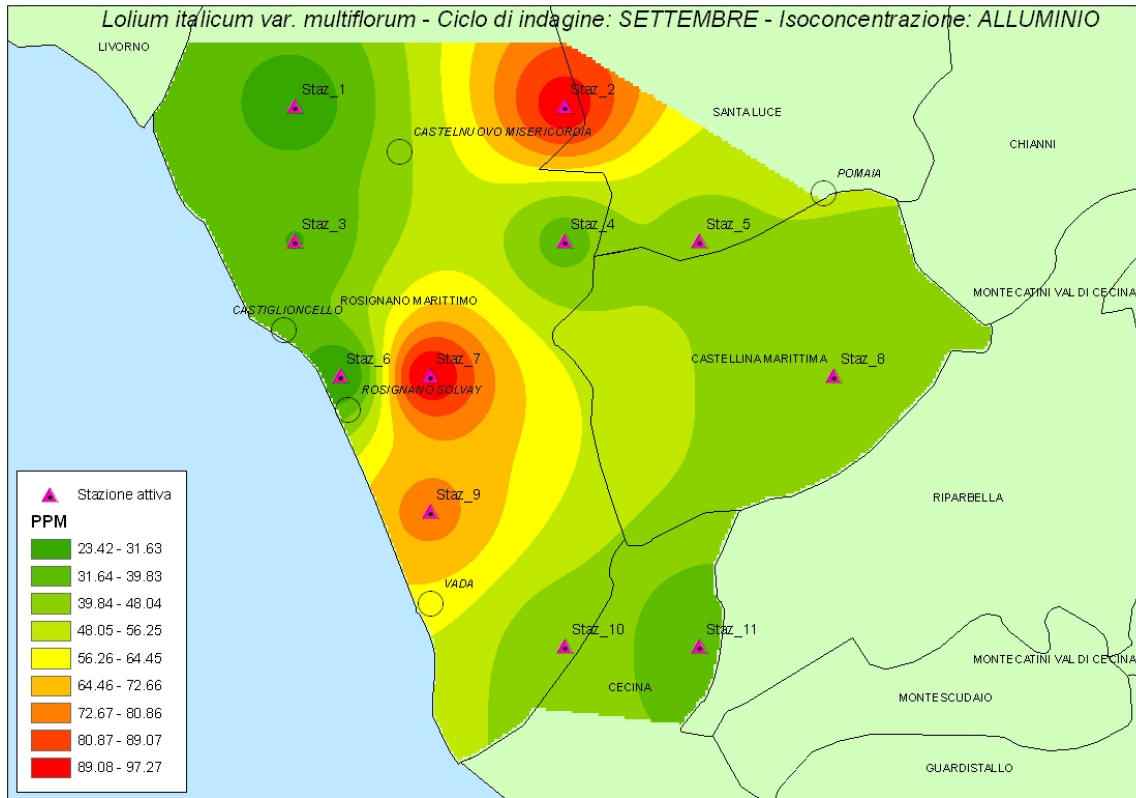 Lolium italicum var. multiflorum - Ciclo di indagine: SETTEMBRE - Isoconcentrazione: ALLUMINIO
LIVORNO
Staz_1
Staz_2
SANTA LUCE
CASTELNUOVO MISERICORDIA
CHIANNI
POMAIA
Staz_3
Staz_4
Staz_5
MONTECATINI VAL DI CECINA
ROSIGNANO MARITTIMO
CASTIGLIONCELLO
Staz_6
Staz_7
CASTELLINA MARITTIMA
Staz_8
ROSIGNANO SOLVAY
Staz_9
RIPARBELLA
VADA
Staz_10
Staz_11
MONTECATINI VAL DI CECINA
CECINA
MONTESCUDAIO
GUARDISTALLO
Stazione attiva
PPM
23.42 - 31.63
31.64 - 39.83
39.84 - 48.04
48.05 - 56.25
56.26 - 64.45
64.46 - 72.66
72.67 - 80.86
80.87 - 89.07
89.08 - 97.27